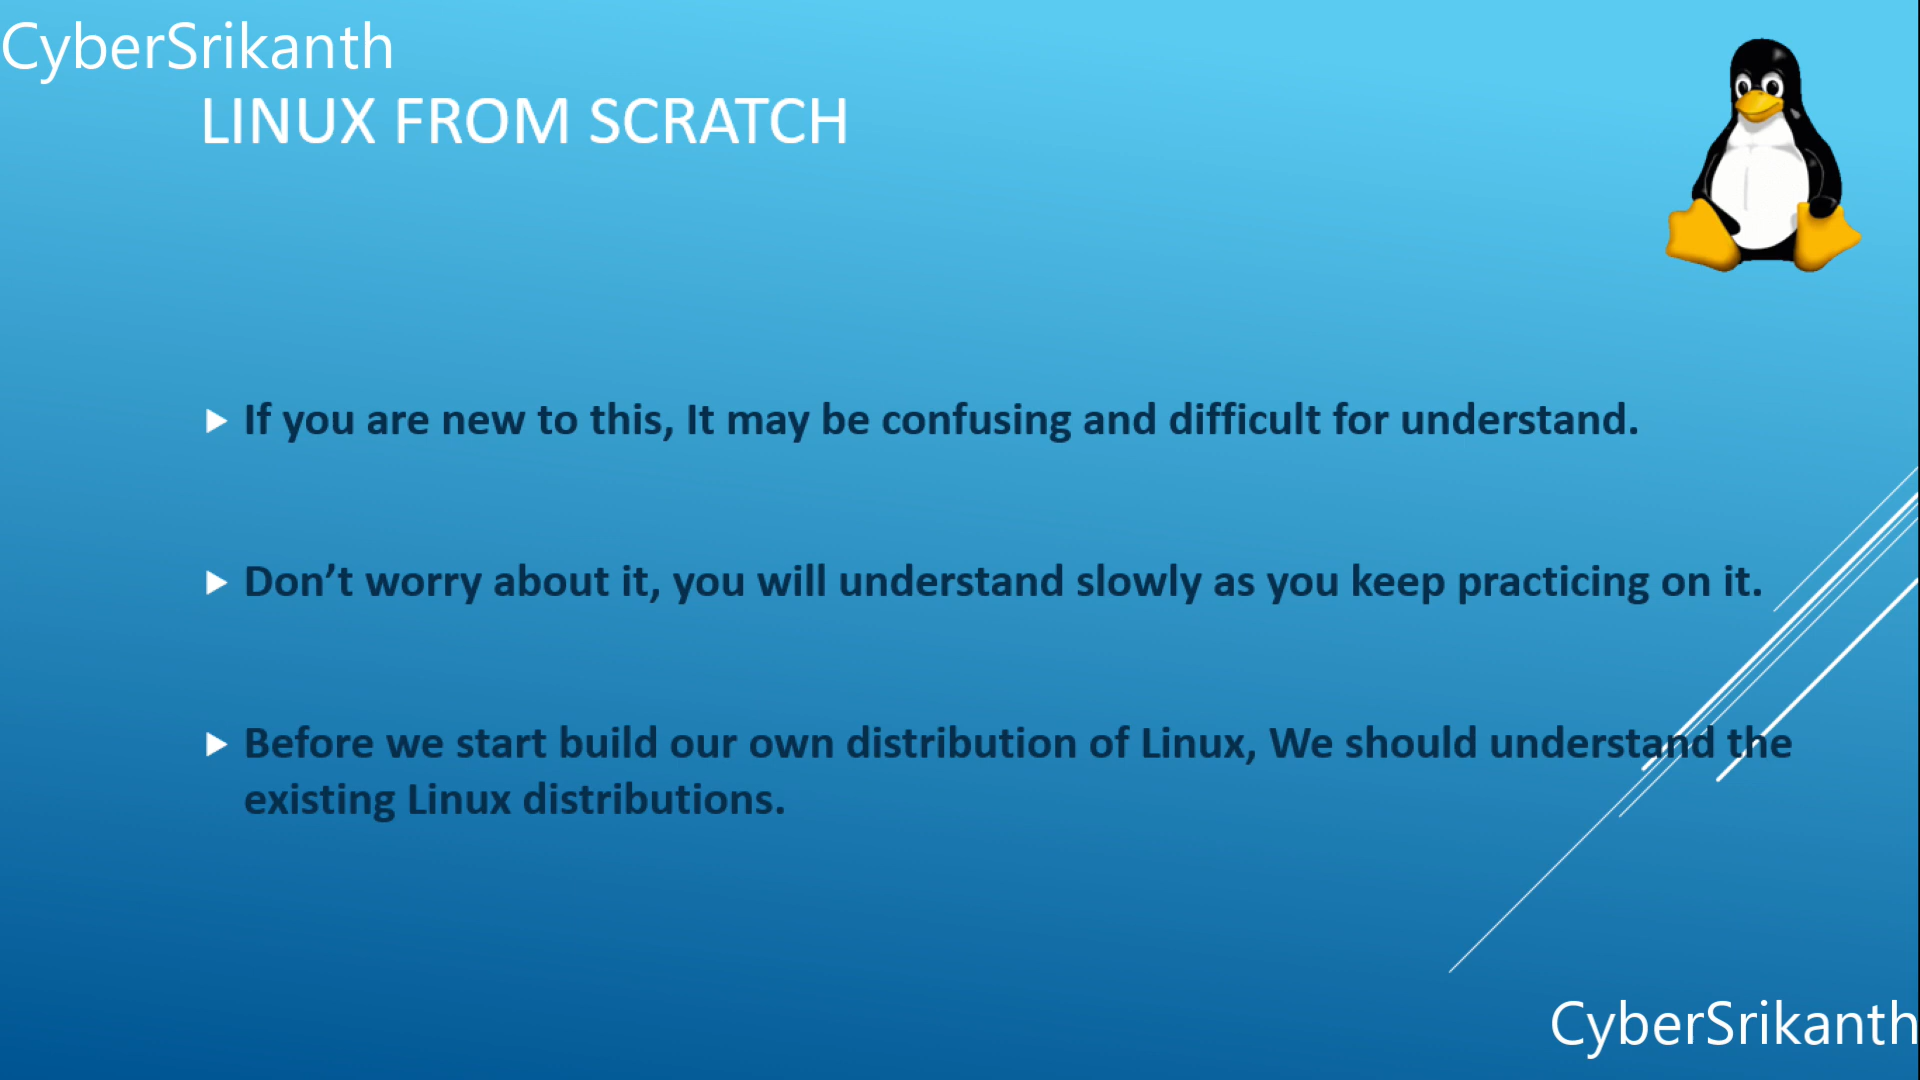 CyberSrikanth
LINUX FROM SCRATCH
If you are new to this, It may be confusing and difficult for understand.
Don’t worry about it, you will understand slowly as you keep practicing on it.
Before we start build our own distribution of Linux, We should understand the
existing Linux distributions.
CyberSrikanth